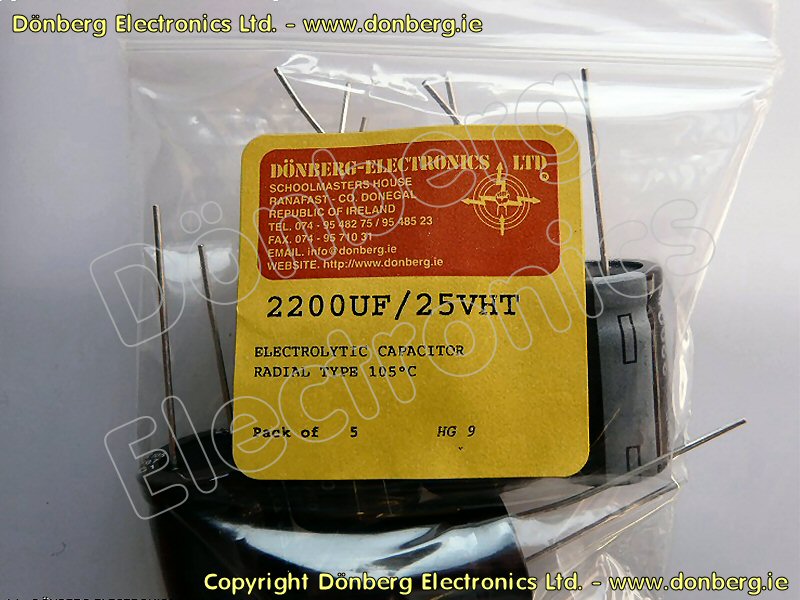 Dönberg Electronics Ltd. - www.donberg.ie
DÖNBERG-ELECTRONICS LTD ®
SCHOOLMASTERS HOUSE
RANAFAST - CO. DONEGAL
REPUBLIC OF IRELAND
TEL. 074 - 95 482 75 / 95 485 23
FAX. 074 - 95 710 31
EMAIL. info@donberg.ie
WEBSITE. http://www.donberg.ie
2200UF/25VHT
ELECTROLYTIC CAPACITOR
RADIAL TYPE 105°C
Pack of 5 HG 9
Dönberg
Electronics
Copyright Dönberg Electronics Ltd. - www.donberg.ie